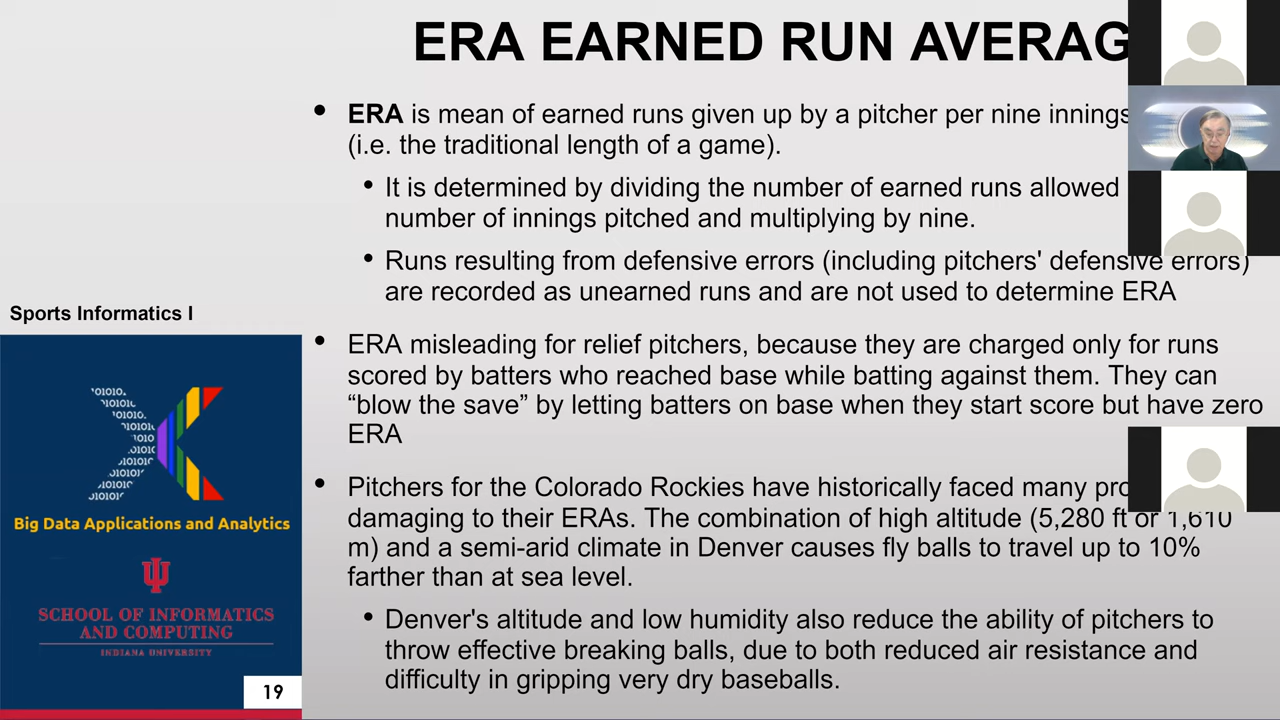 ERA EARNED RUN AVERAG
• ERA is mean of earned runs given up by a pitcher per nine innings
(i.e. the traditional length of a game).
• It is determined by dividing the number of earned runs allowed
number of innings pitched and multiplying by nine.
• Runs resulting from defensive errors (including pitchers' defensive errors)
are recorded as unearned runs and are not used to determine ERA
• ERA misleading for relief pitchers, because they are charged only for runs
scored by batters who reached base while batting against them. They can
“blow the save” by letting batters on base when they start score but have zero
ERA
• Pitchers for the Colorado Rockies have historically faced many
damaging to their ERAs. The combination of high altitude (5,280 ft or 1,610
m) and a semi-arid climate in Denver causes fly balls to travel up to 10%
farther than at sea level.
• Denver's altitude and low humidity also reduce the ability of pitchers to
throw effective breaking balls, due to both reduced air resistance and
difficulty in gripping very dry baseballs.
Sports Informatics I
Big Data Applications and Analytics
SCHOOL OF INFORMATICS
AND COMPUTING
INDIANA UNIVERSITY
19